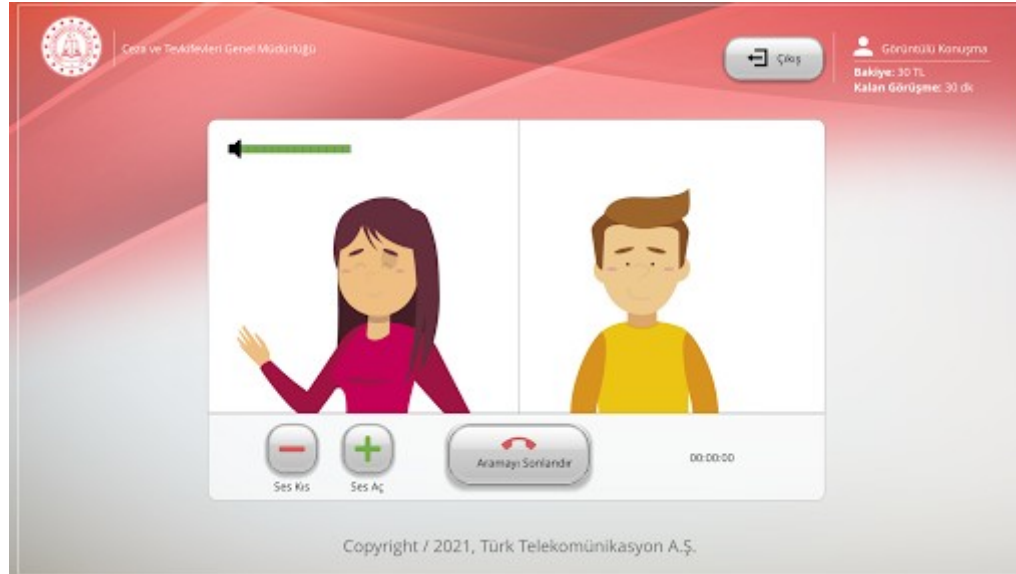 Ceza ve Tevkifevleri Genel Müdürlüğü
Çıkış
Görüntülü Konuşma
Bakiye: 30 TL
Kalan Görüşme: 30 dk
Ses Kıs
Ses Aç
Aramayı Sonlandır
00:00:00
Copyright / 2021, Türk Telekomünikasyon A.Ş.